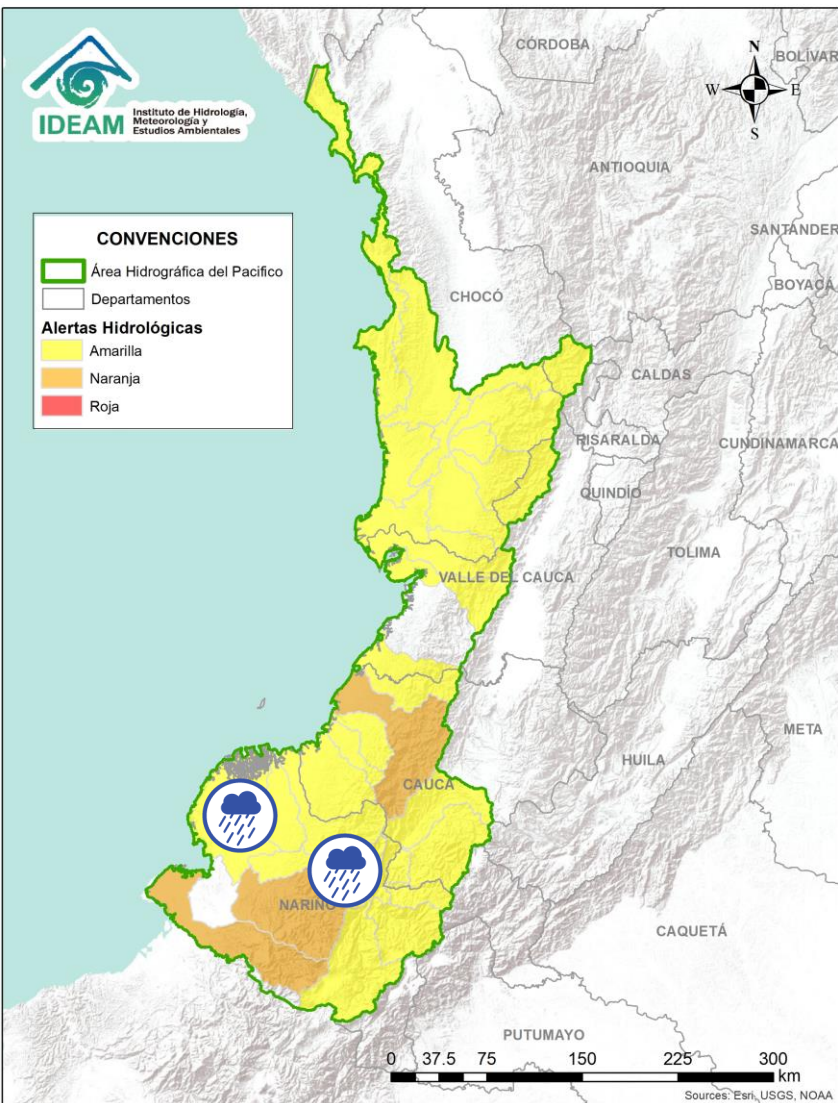 IDEAM
Instituto de Hidrología,
Meteorología y
Estudios Ambientales
CONVENCIONES
Área Hidrográfica del Pacifico
Departamentos
Alertas Hidrológicas
Amarilla
Naranja
Roja
N
W
E
S
CÓRDOBA
BOLÍVAR
ANTIOQUIA
SANTANDER
BOYACÁ
CHOCÓ
CALDAS
RISARALDA
CUNDINAMARCA
QUINDÍO
TOLIMA
VALLE DEL CAUCA
META
HUILA
CAUCA
NARIÑO
CAQUETÁ
PUTUMAYO
0 37.5 75 150 225 300
km
Sources: Esri, USGS, NOAA